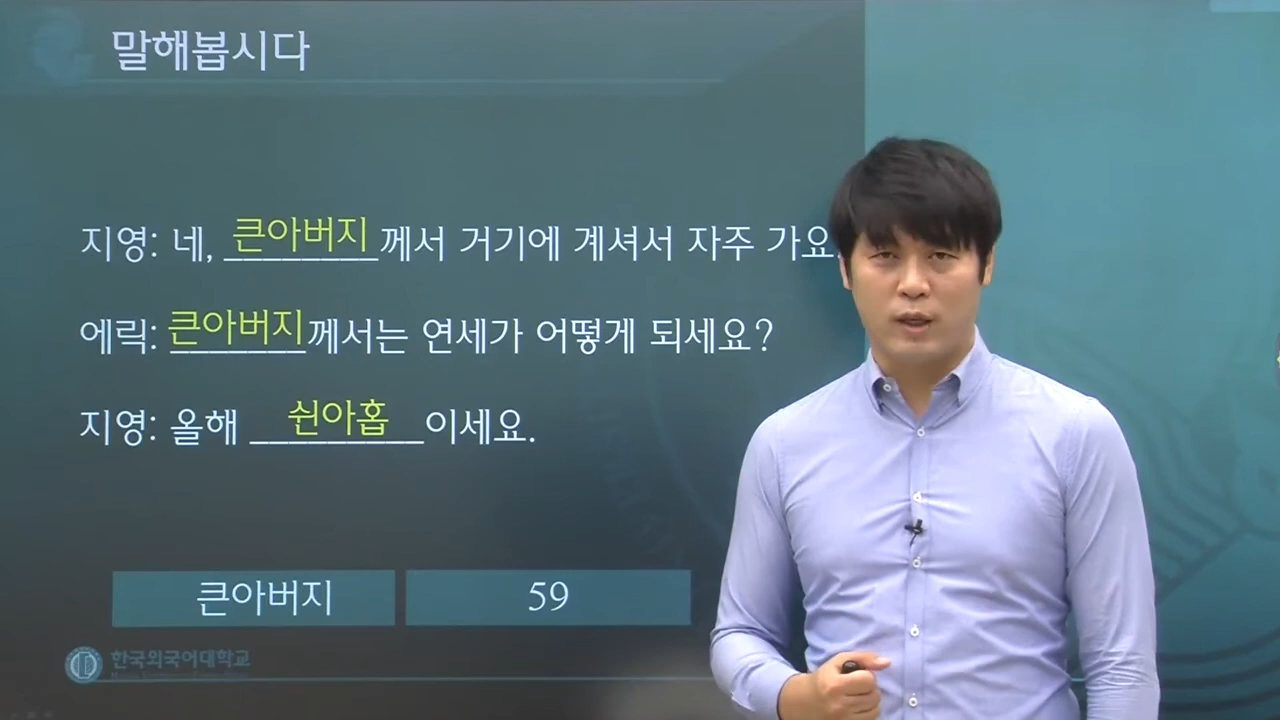 말해봅시다
지영: 네, 큰아버지께서 거기에 계셔서 자주 가요.
에릭: 큰아버지께서는 연세가 어떻게 되세요?
지영: 올해 쉰아홉이세요.
큰아버지 59
한국외국어대학교